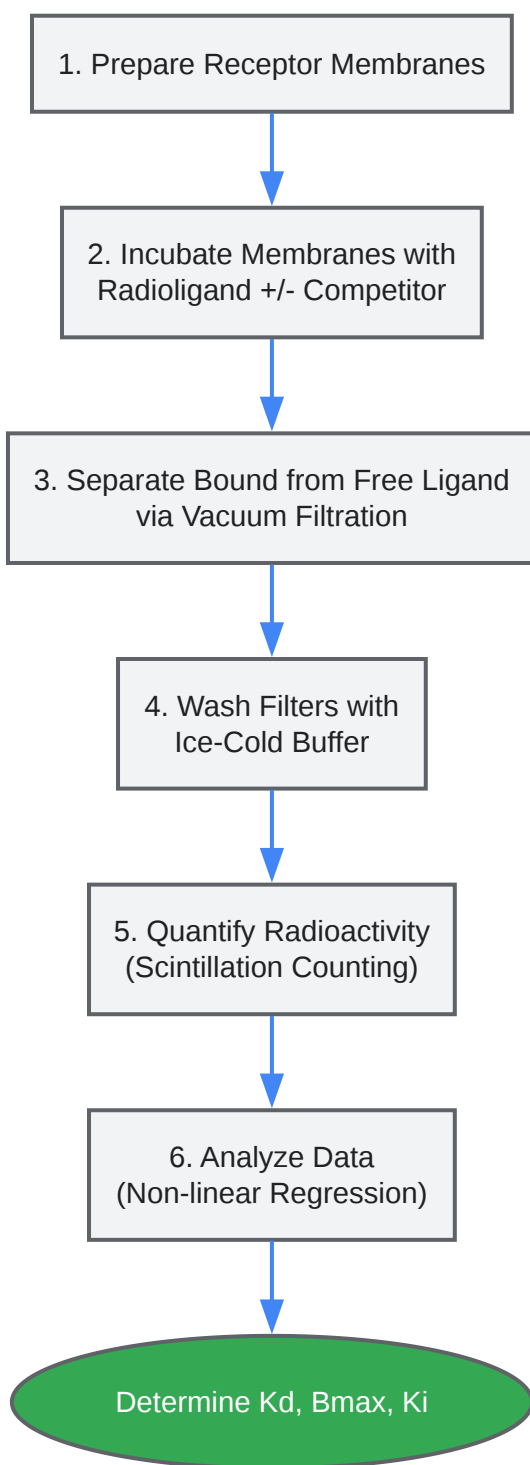 1. Prepare Receptor Membranes
2. Incubate Membranes with
Radioligand +/- Competitor
3. Separate Bound from Free Ligand
via Vacuum Filtration
4. Wash Filters with
Ice-Cold Buffer
5. Quantify Radioactivity
(Scintillation Counting)
6. Analyze Data
(Non-linear Regression)
Determine Kd, Bmax, Ki